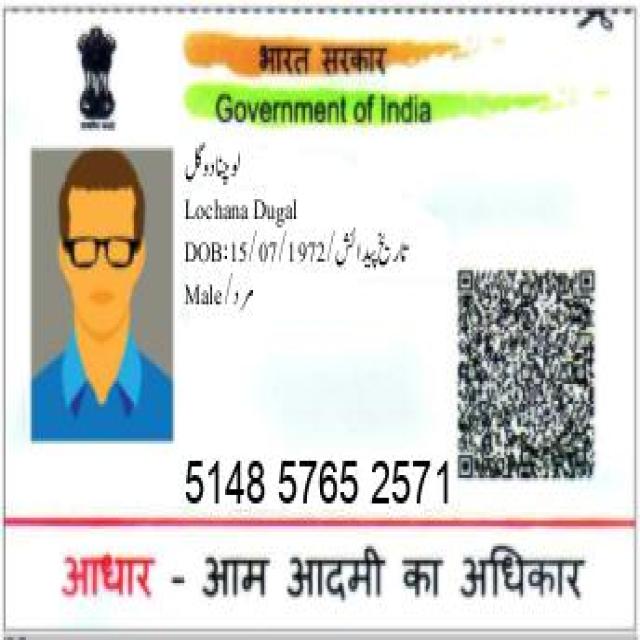 भारत सरकार
Government of India
لوچنا دوگل
Lochana Dugal
DOB:15/07/1972/تاریخ پیدائش
Male/مرد
5148 5765 2571
आधार - आम आदमी का अधिकार